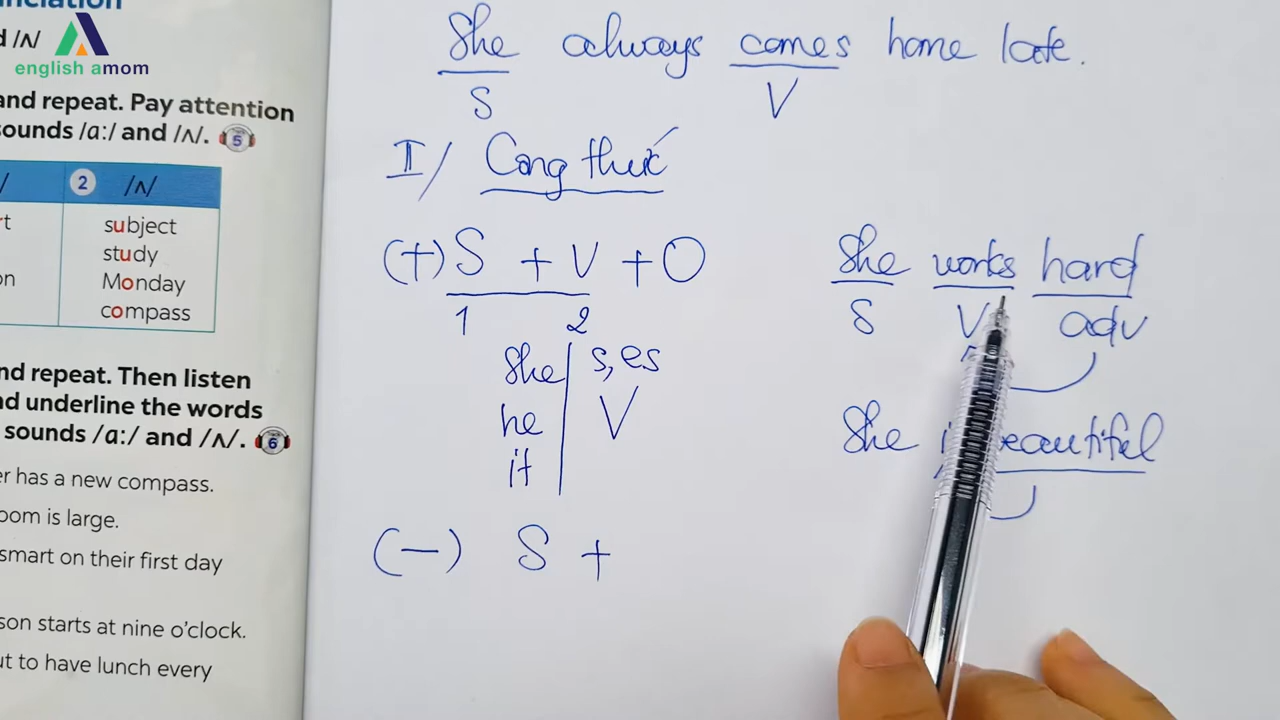 nciation
d /ʌ/
english amom
and repeat. Pay attention
sounds /ɑː/ and /ʌ/. 5
/ 2 /ʌ/
t subject
study
on Monday
compass
nd repeat. Then listen
nd underline the words
sounds /ɑː/ and /ʌ/. 6
er has a new compass.
oom is large.
smart on their first day
son starts at nine o'clock.
ut to have lunch every
She always comes home late.
S V
I/ Công thức
(+) S + V + O
1 2
She s, es
he V
it
(−) S +
She works hard
S V adv
She